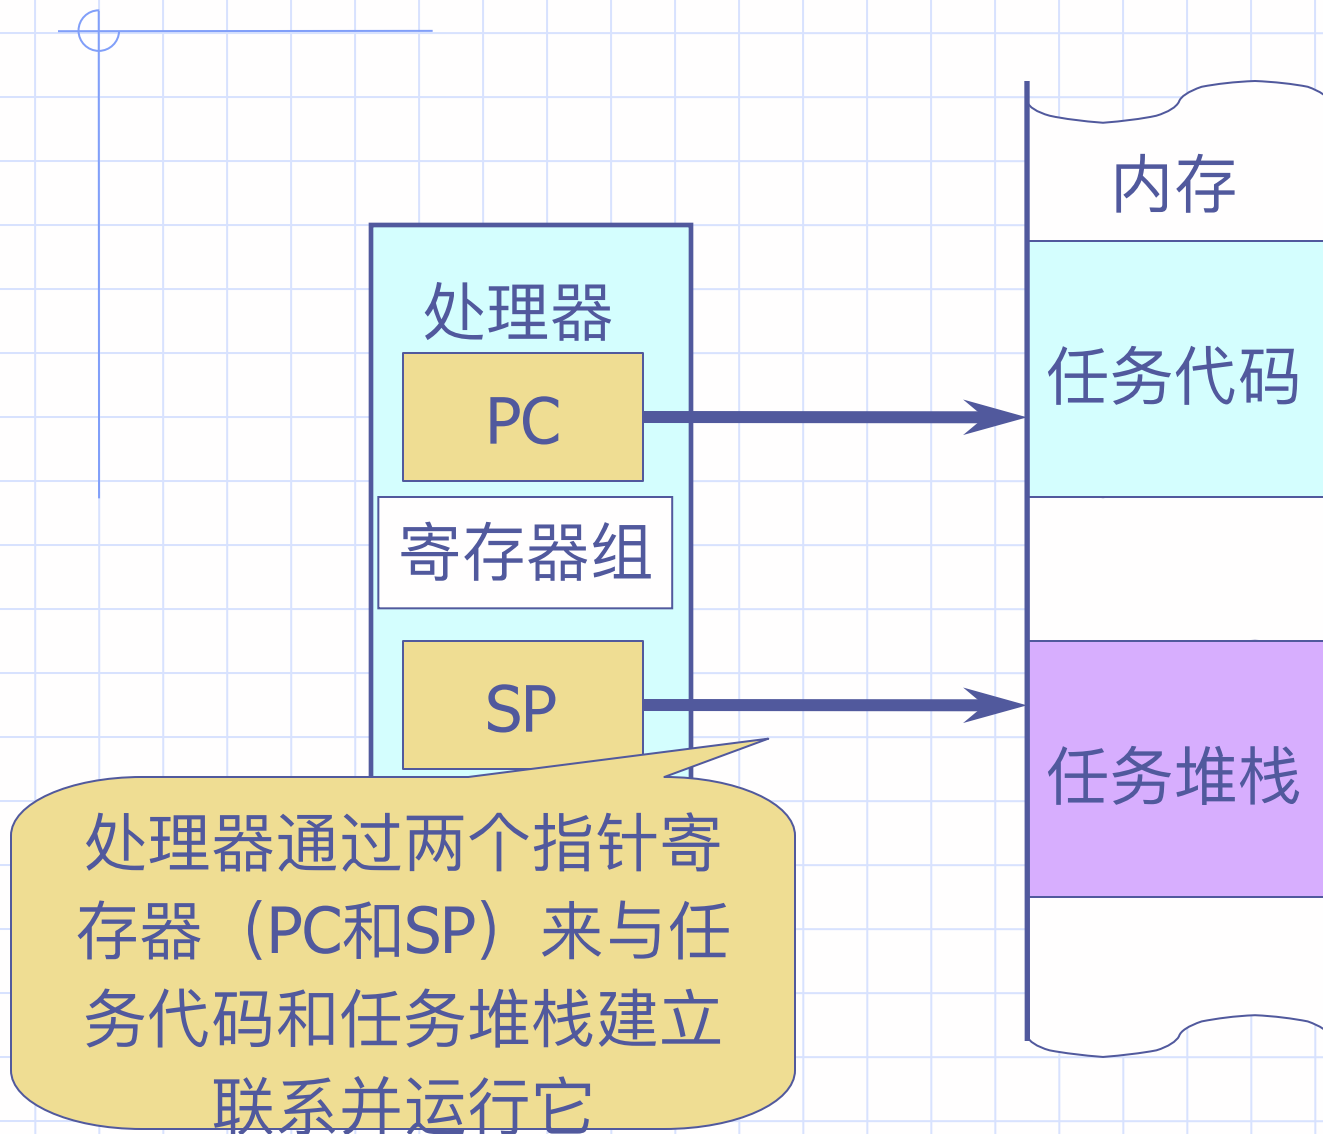 内存
处理器
任务代码
PC
寄存器组
SP
任务堆栈
处理器通过两个指针寄
存器（PC和SP）来与任
务代码和任务堆栈建立
联系并运行它